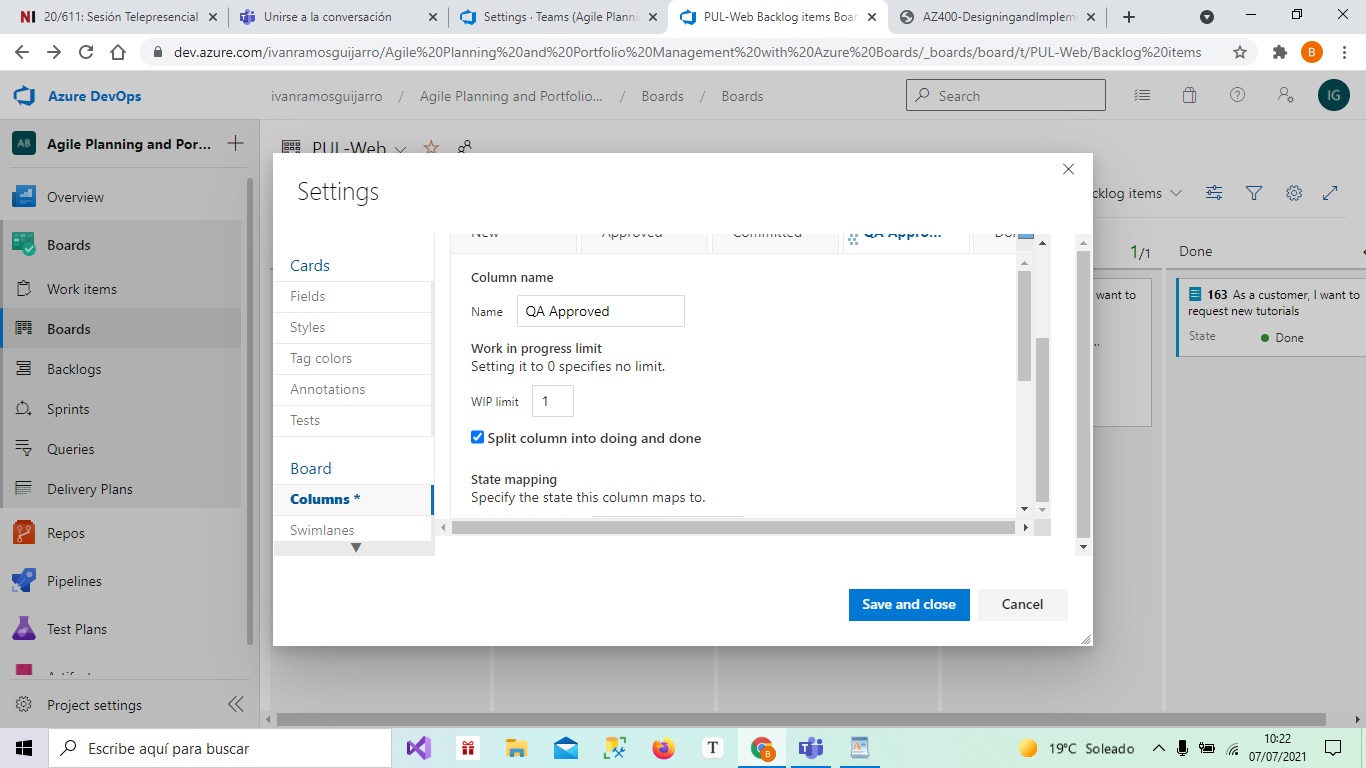 20/611: Sesión Telepresencial
Unirse a la conversación
Settings · Teams (Agile Planni
PUL-Web Backlog items Boar
AZ400-DesigningandImplem
dev.azure.com/ivanramosguijarro/Agile%20Planning%20and%20Portfolio%20Management%20with%20Azure%20Boards/_boards/board/t/PUL-Web/Backlog%20items
B
Azure DevOps
ivanramosguijarro / Agile Planning and Portfolio... / Boards / Boards
Search
IG
AB Agile Planning and Por...
PUL-Web
Overview
Boards
Work items
Boards
Backlogs
Sprints
Queries
Delivery Plans
Repos
Pipelines
Test Plans
Project settings
cklog items
Settings
Cards
Fields
Styles
Tag colors
Annotations
Tests
Board
Columns *
Swimlanes
New
Approved
Committed
QA Appro...
Column name
Name QA Approved
Work in progress limit
Setting it to 0 specifies no limit.
WIP limit 1
Split column into doing and done
State mapping
Specify the state this column maps to.
Save and close
Cancel
1/1
Done
want to
163 As a customer, I want to
request new tutorials
State Done
Escribe aquí para buscar
T
B
19°C Soleado
10:22
07/07/2021